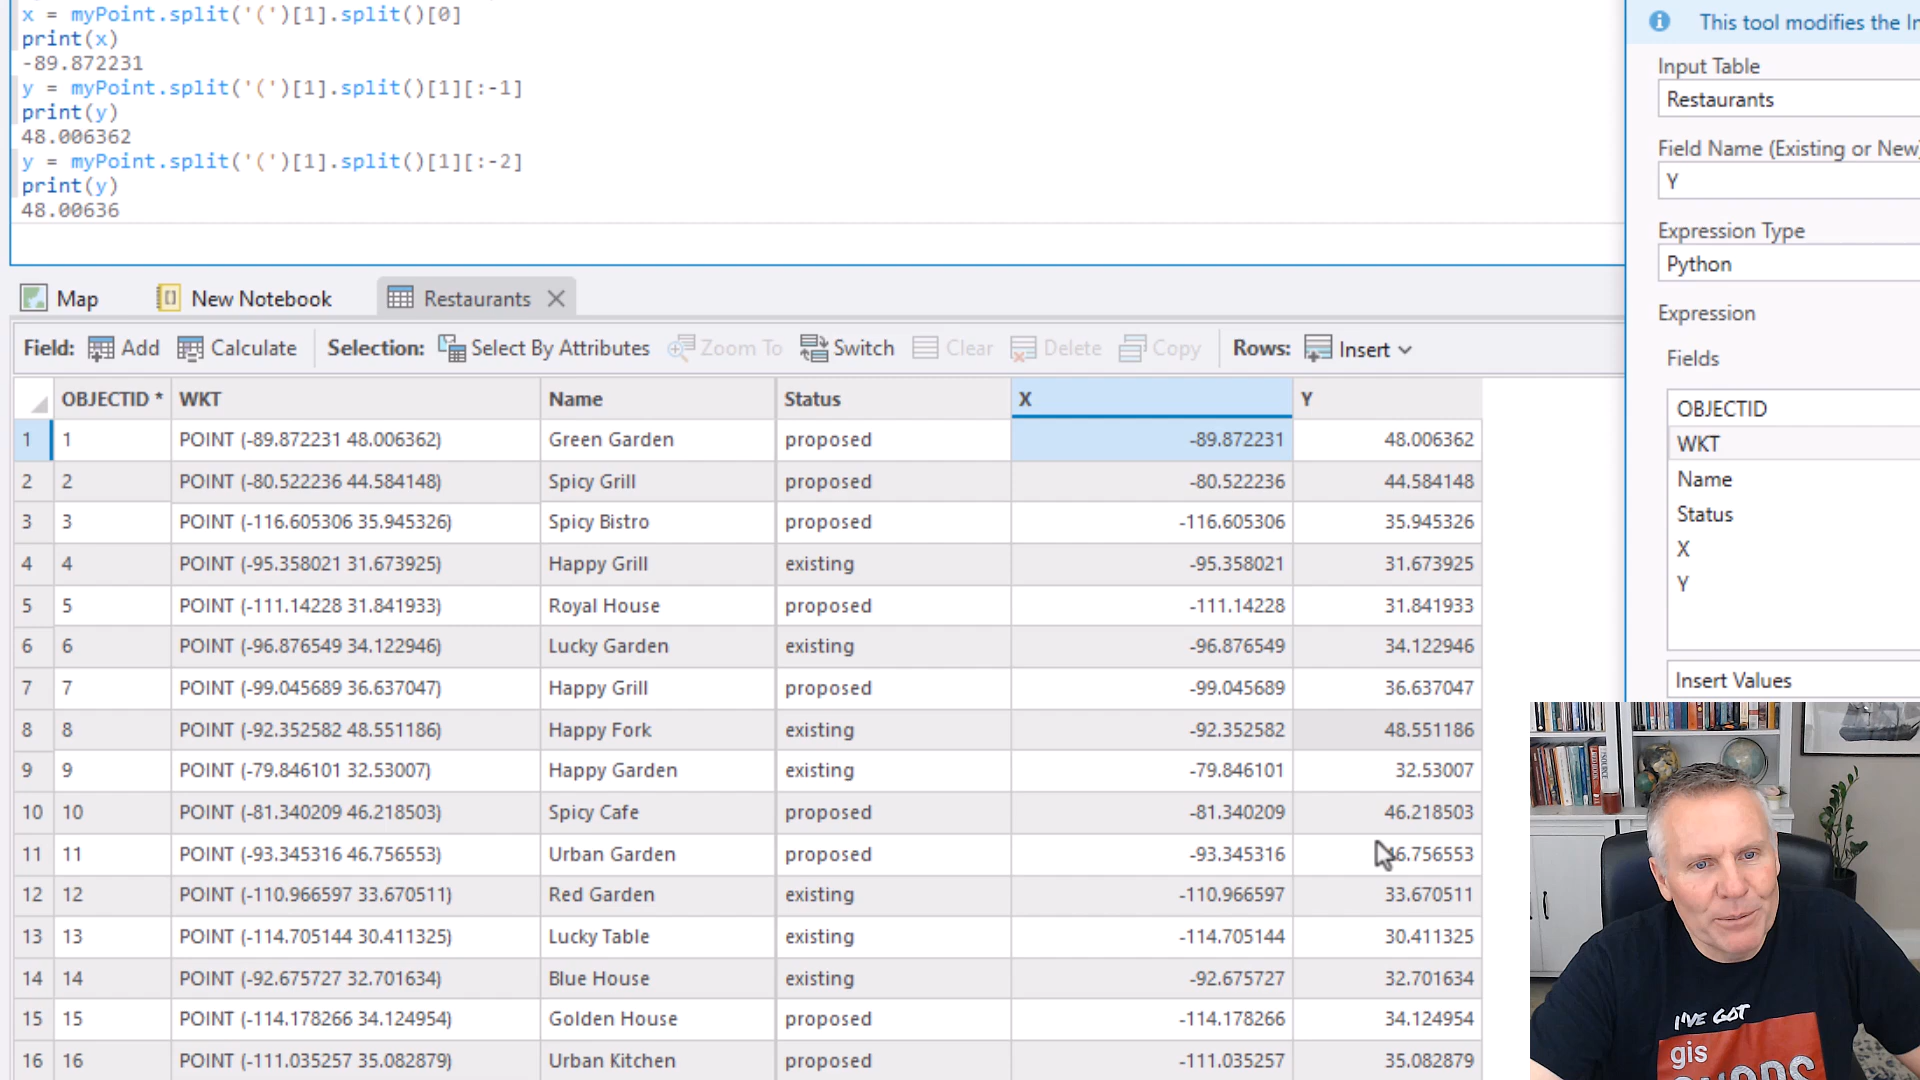 x = myPoint.split('(')[1].split()[0]
print(x)
-89.872231
y = myPoint.split('(')[1].split()[1][:-1]
print(y)
48.006362
y = myPoint.split('(')[1].split()[1][:-2]
print(y)
48.00636
Map New Notebook Restaurants
Field: Add Calculate Selection: Select By Attributes Zoom To Switch Clear Delete Copy Rows: Insert
OBJECTID * WKT Name Status X Y
1 1 POINT (-89.872231 48.006362) Green Garden proposed -89.872231 48.006362
2 2 POINT (-80.522236 44.584148) Spicy Grill proposed -80.522236 44.584148
3 3 POINT (-116.605306 35.945326) Spicy Bistro proposed -116.605306 35.945326
4 4 POINT (-95.358021 31.673925) Happy Grill existing -95.358021 31.673925
5 5 POINT (-111.14228 31.841933) Royal House proposed -111.14228 31.841933
6 6 POINT (-96.876549 34.122946) Lucky Garden existing -96.876549 34.122946
7 7 POINT (-99.045689 36.637047) Happy Grill proposed -99.045689 36.637047
8 8 POINT (-92.352582 48.551186) Happy Fork existing -92.352582 48.551186
9 9 POINT (-79.846101 32.53007) Happy Garden existing -79.846101 32.53007
10 10 POINT (-81.340209 46.218503) Spicy Cafe proposed -81.340209 46.218503
11 11 POINT (-93.345316 46.756553) Urban Garden proposed -93.345316 46.756553
12 12 POINT (-110.966597 33.670511) Red Garden existing -110.966597 33.670511
13 13 POINT (-114.705144 30.411325) Lucky Table existing -114.705144 30.411325
14 14 POINT (-92.675727 32.701634) Blue House existing -92.675727 32.701634
15 15 POINT (-114.178266 34.124954) Golden House proposed -114.178266 34.124954
16 16 POINT (-111.035257 35.082879) Urban Kitchen proposed -111.035257 35.082879
This tool modifies the
Input Table
Restaurants
Field Name (Existing or New)
Y
Expression Type
Python
Expression
Fields
OBJECTID
WKT
Name
Status
X
Y
Insert Values
I'VE GOT
gis